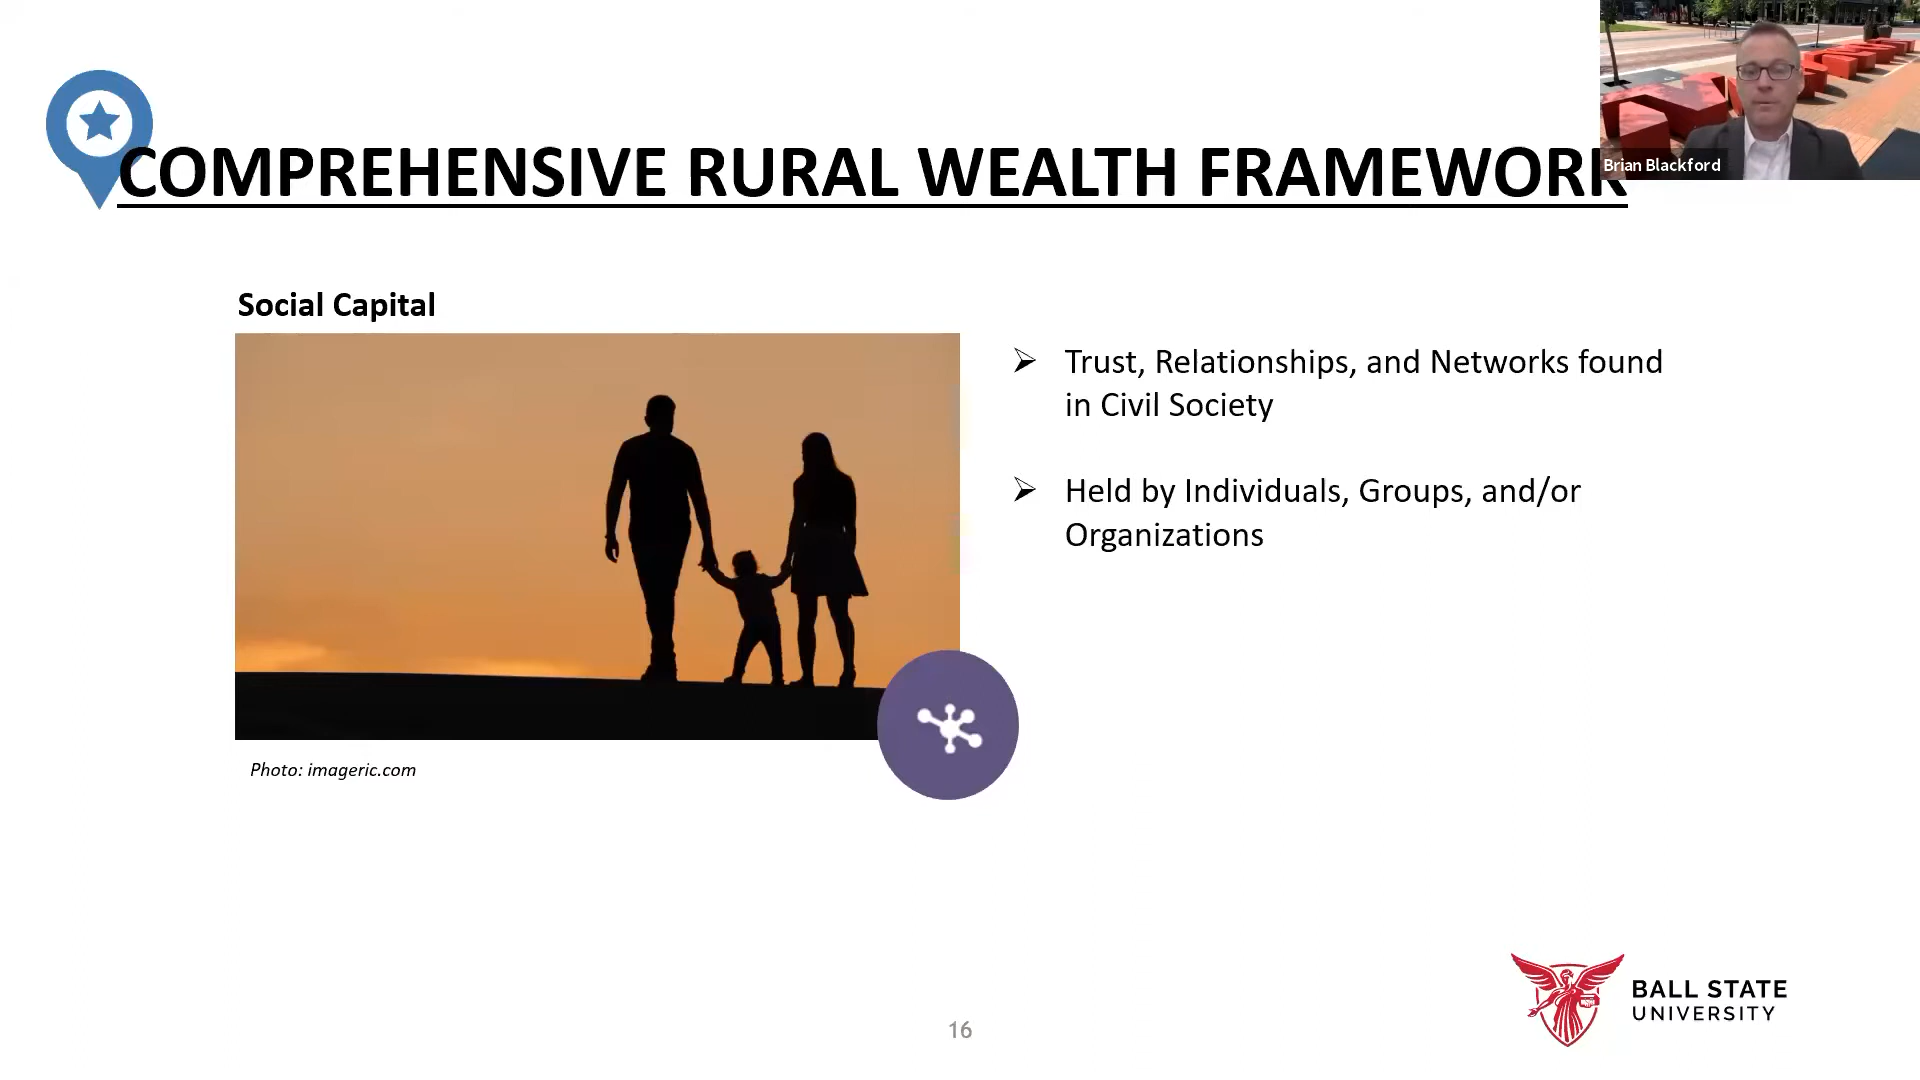 COMPREHENSIVE RURAL WEALTH FRAMEWORK
Brian Blackford
Social Capital
Trust, Relationships, and Networks found
in Civil Society
Held by Individuals, Groups, and/or
Organizations
Photo: imageric.com
BALL STATE
UNIVERSITY
16